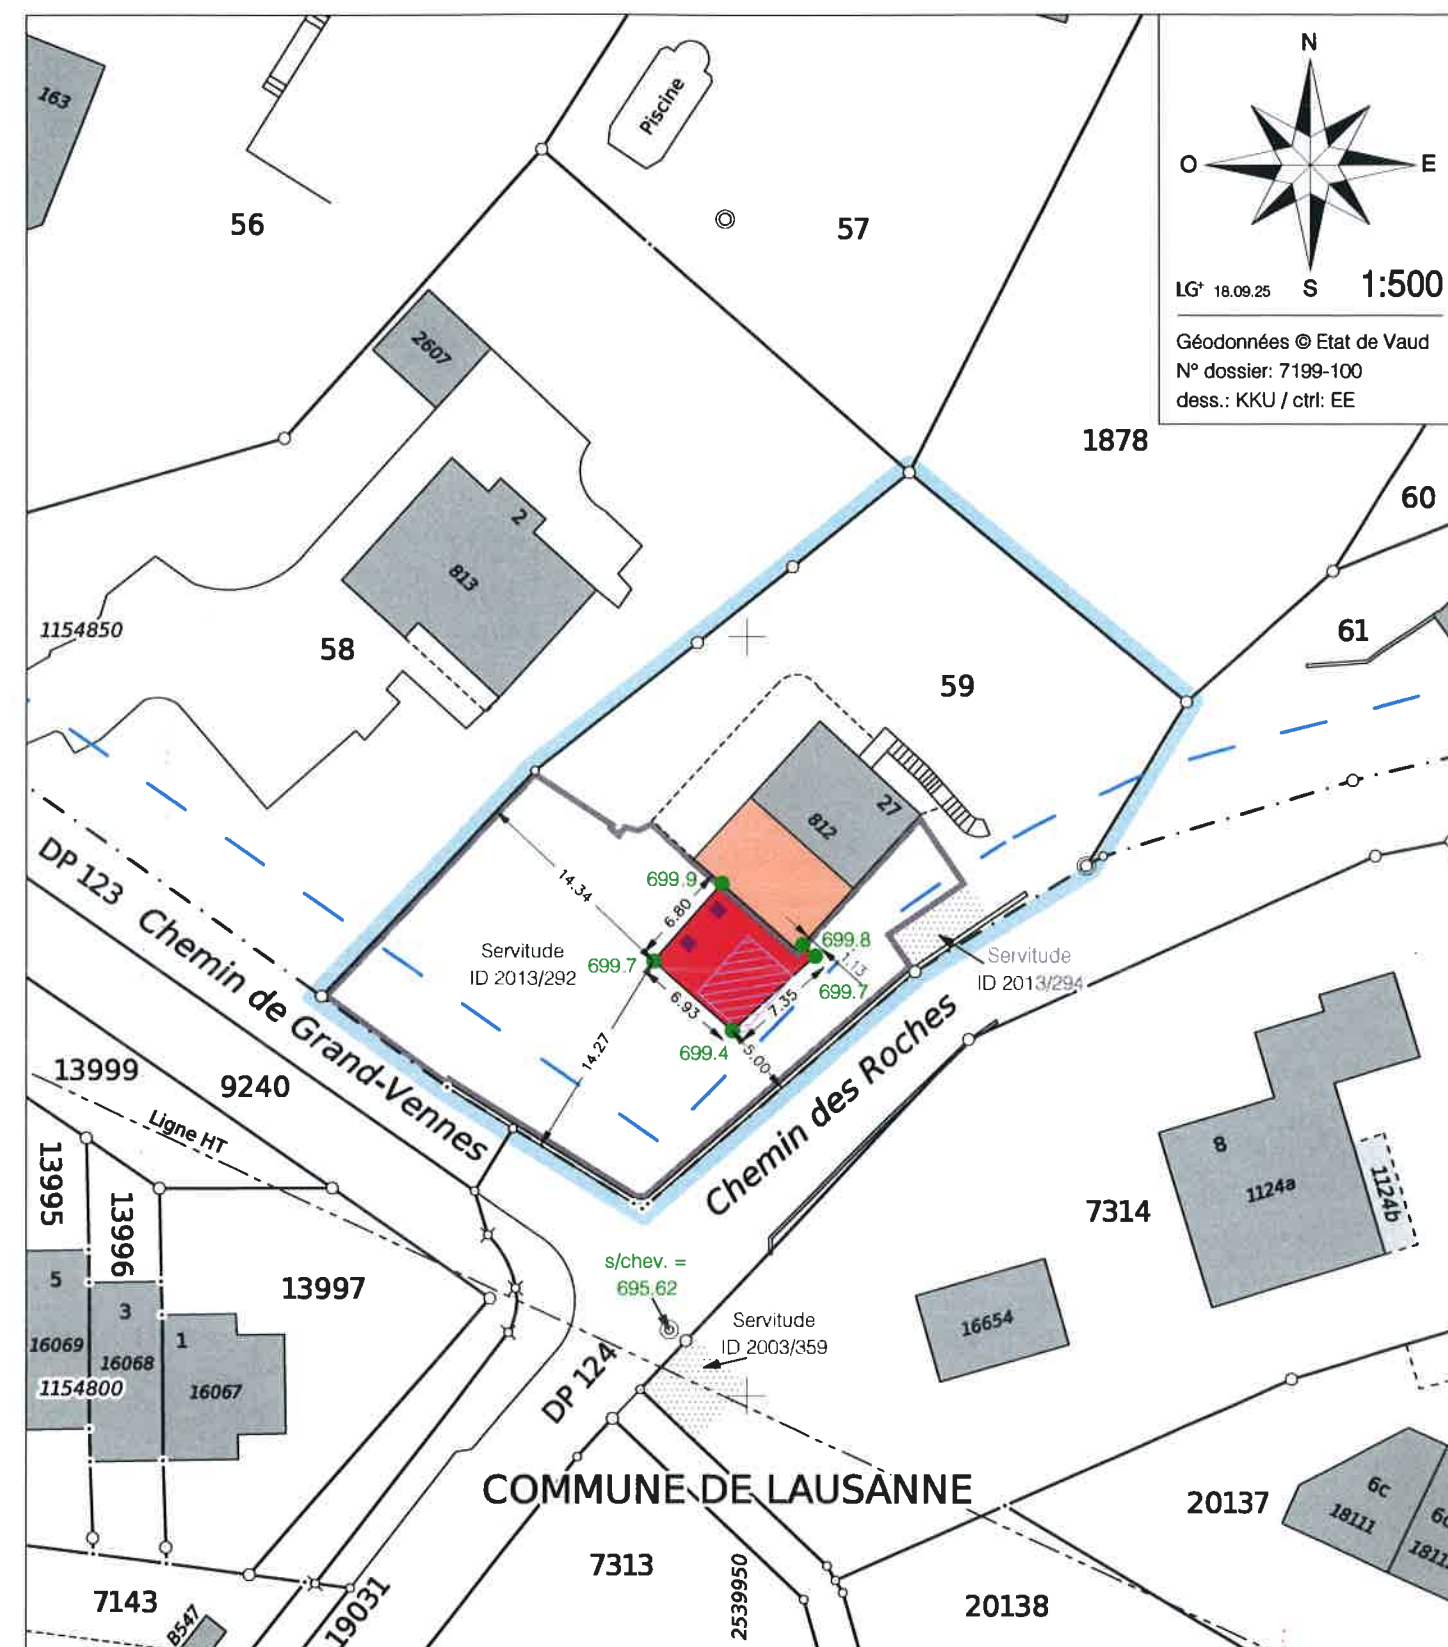 163
56
Piscine
57
N
O
E
S
LG⁺ 18.09.25
1:500
Géodonnées © Etat de Vaud
N° dossier: 7199-100
dess.: KKU / ctrl: EE
2607
1878
60
2
813
1154850
58
61
59
27
812
DP 123
Chemin de Grand-Vennes
14.34
699.9
6.80
699.8
1.13
Servitude
ID 2013/292
699.7
699.7
Servitude
ID 2013/294
6.93
7.35
699.4
5.00
14.27
Chemin des Roches
13999
9240
Ligne HT
13995
13996
8
1124a
1124b
7314
13997
s/chev. =
695.62
5
3
1
16069
16068
16067
1154800
Servitude
ID 2003/359
16654
DP 124
COMMUNE DE LAUSANNE
20137
6c
18111
7313
2539950
20138
7143
B547
19031